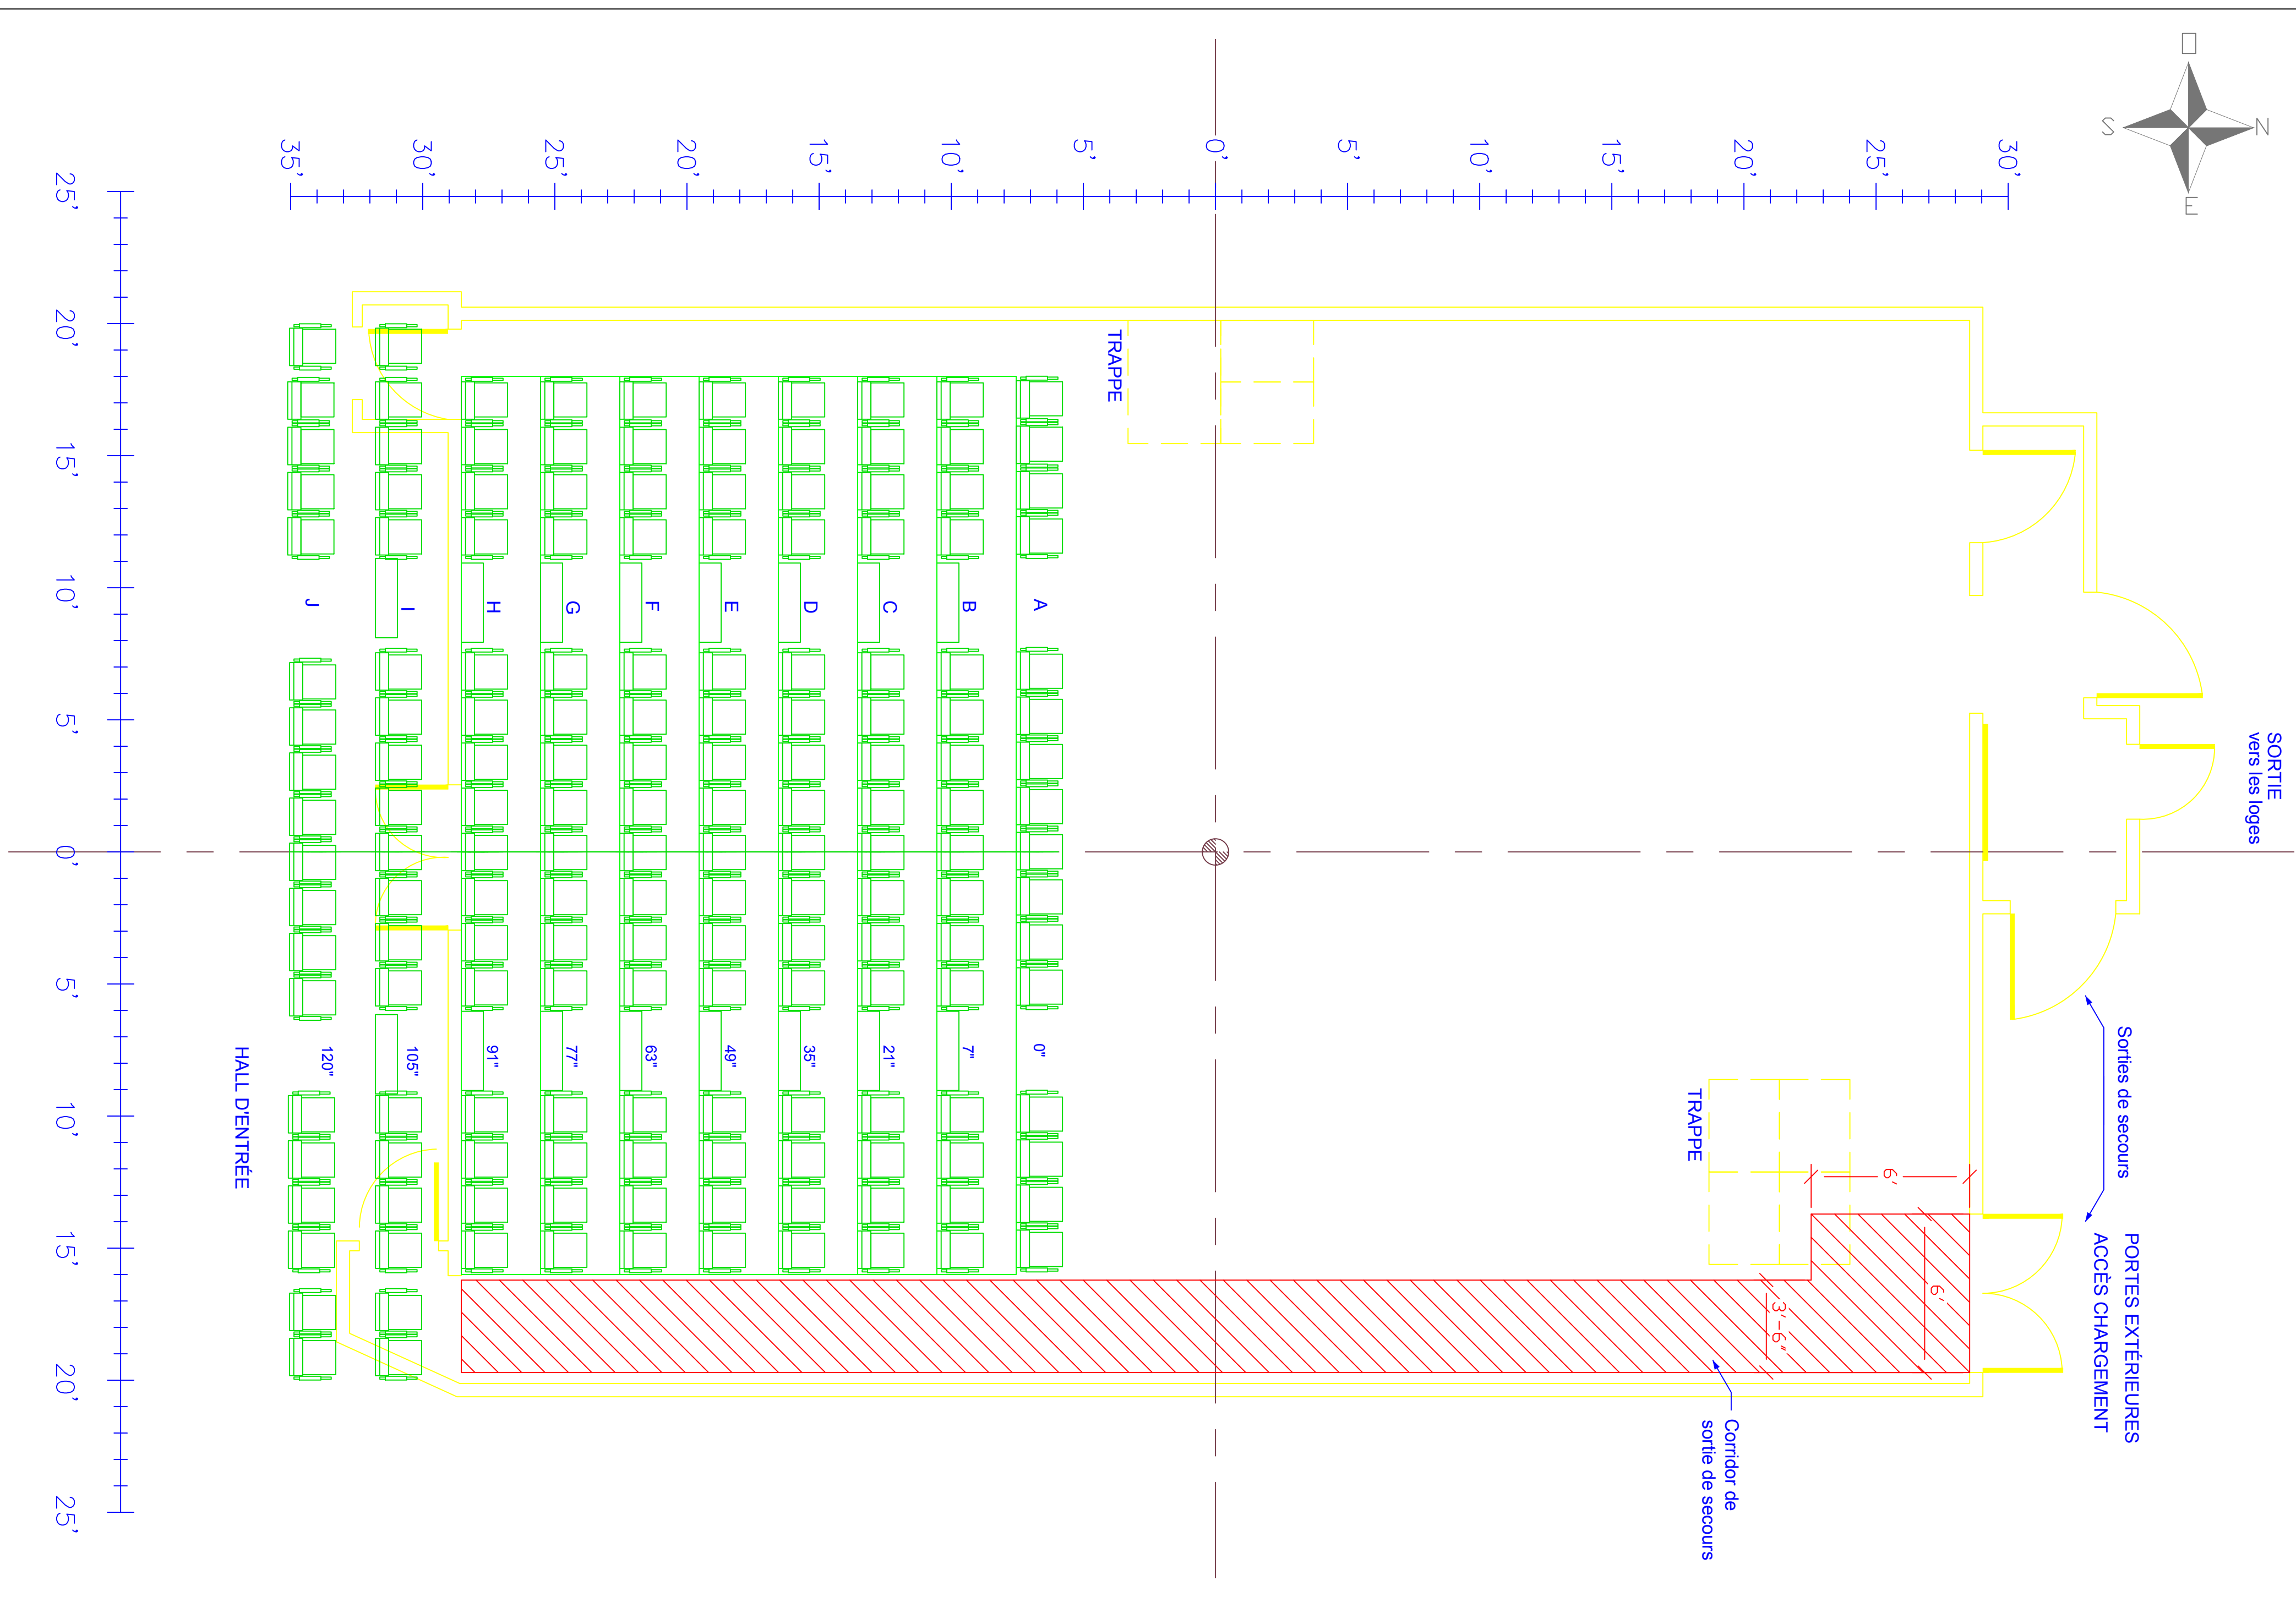 O
N
S
E
35'
30'
25'
20'
15'
10'
5'
0'
5'
10'
15'
20'
25'
30'
25'
20'
15'
10'
5'
0'
5'
10'
15'
20'
25'
TRAPPE
J
I
H
G
F
E
D
C
B
A
SORTIE
vers les loges
120"
105"
91"
77"
63"
49"
35"
21"
7"
0"
HALL D'ENTRÉE
TRAPPE
Sorties de secours
6'
6'
3'-6"
PORTES EXTÉRIEURES
ACCÈS CHARGEMENT
Corridor de
sortie de secours